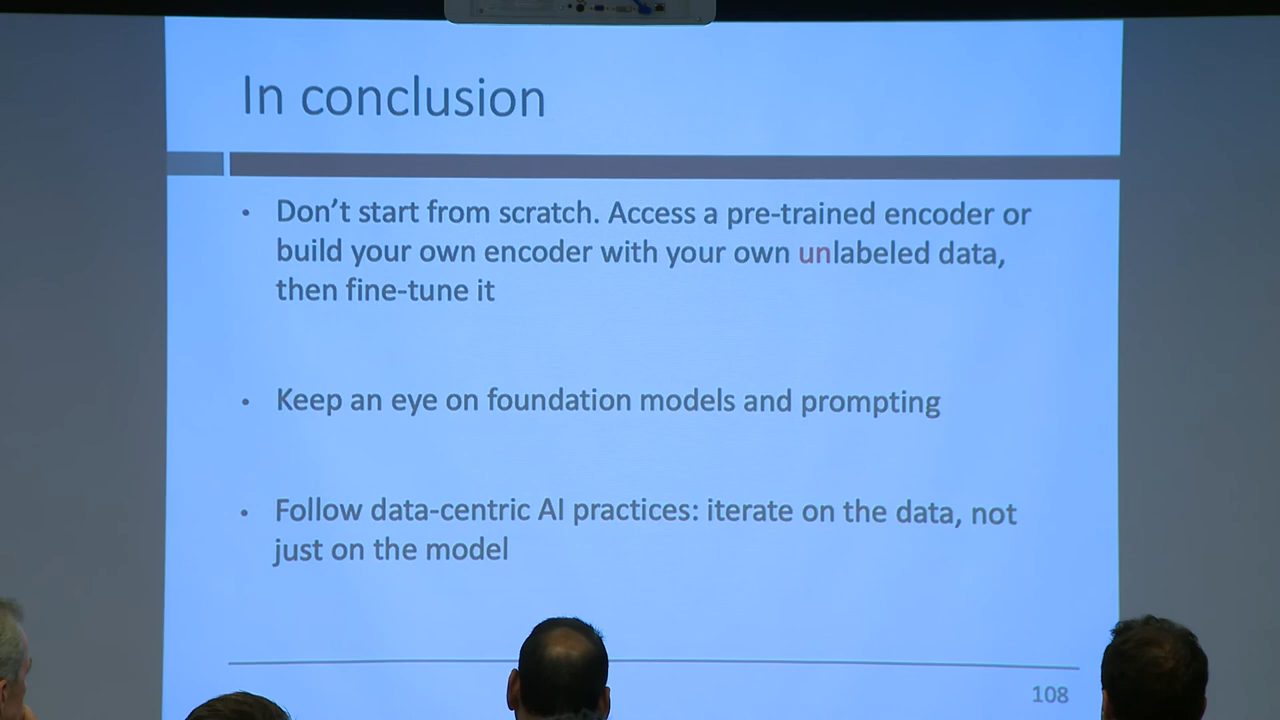 In conclusion
• Don’t start from scratch. Access a pre-trained encoder or
build your own encoder with your own unlabeled data,
then fine-tune it
• Keep an eye on foundation models and prompting
• Follow data-centric AI practices: iterate on the data, not
just on the model
108